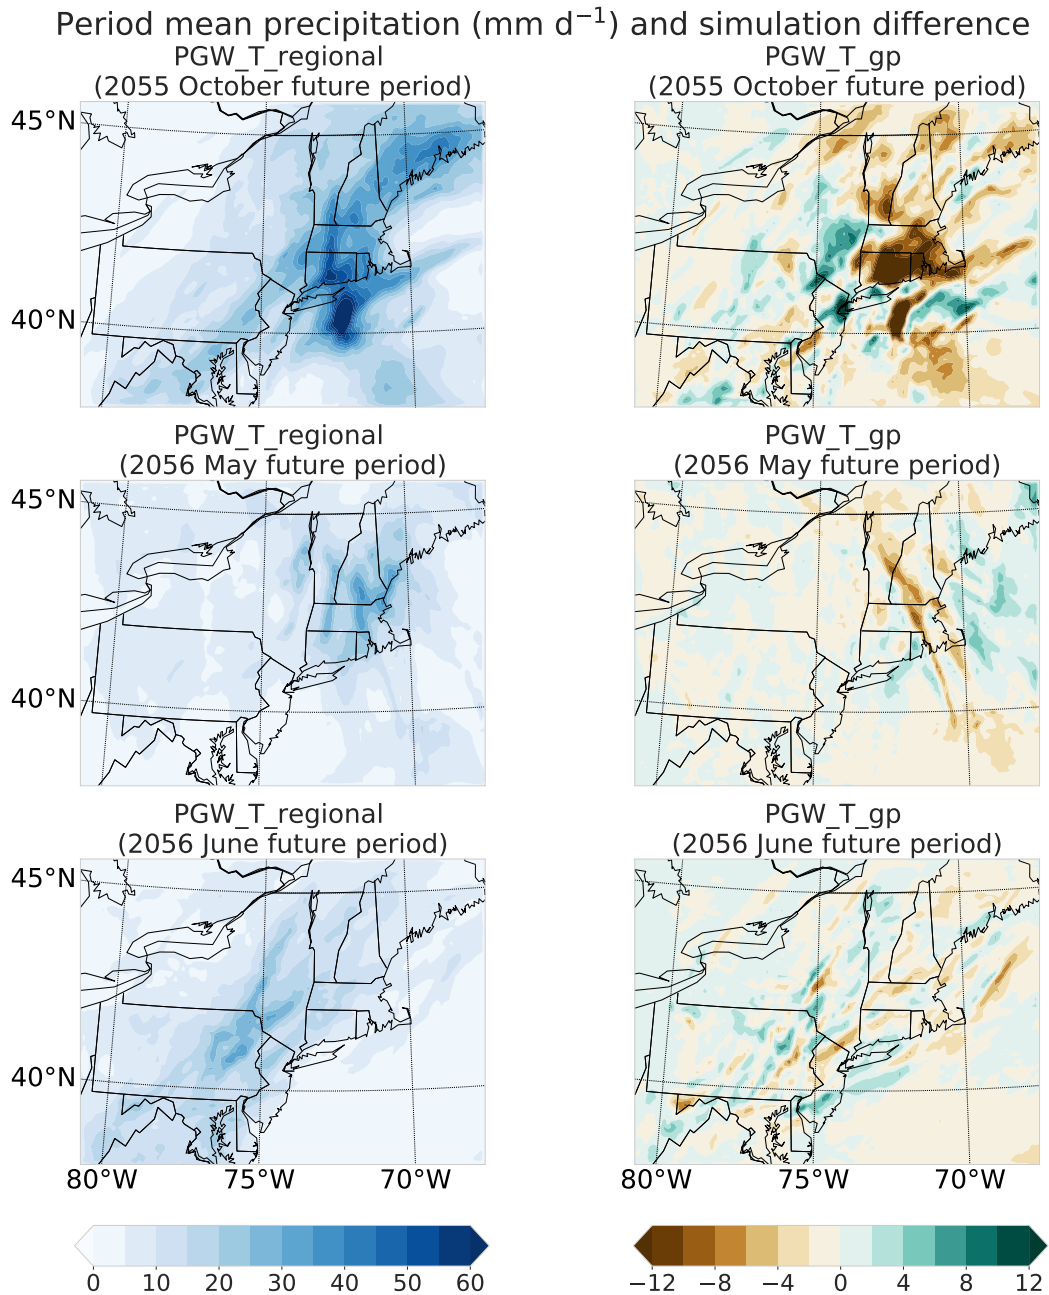 Period mean precipitation (mm d⁻¹) and simulation difference
PGW_T_regional
(2055 October future period)
PGW_T_gp
(2055 October future period)
45°N
40°N
PGW_T_regional
(2056 May future period)
PGW_T_gp
(2056 May future period)
45°N
40°N
PGW_T_regional
(2056 June future period)
PGW_T_gp
(2056 June future period)
45°N
40°N
80°W 75°W 70°W
80°W 75°W 70°W
0 10 20 30 40 50 60
−12 −8 −4 0 4 8 12